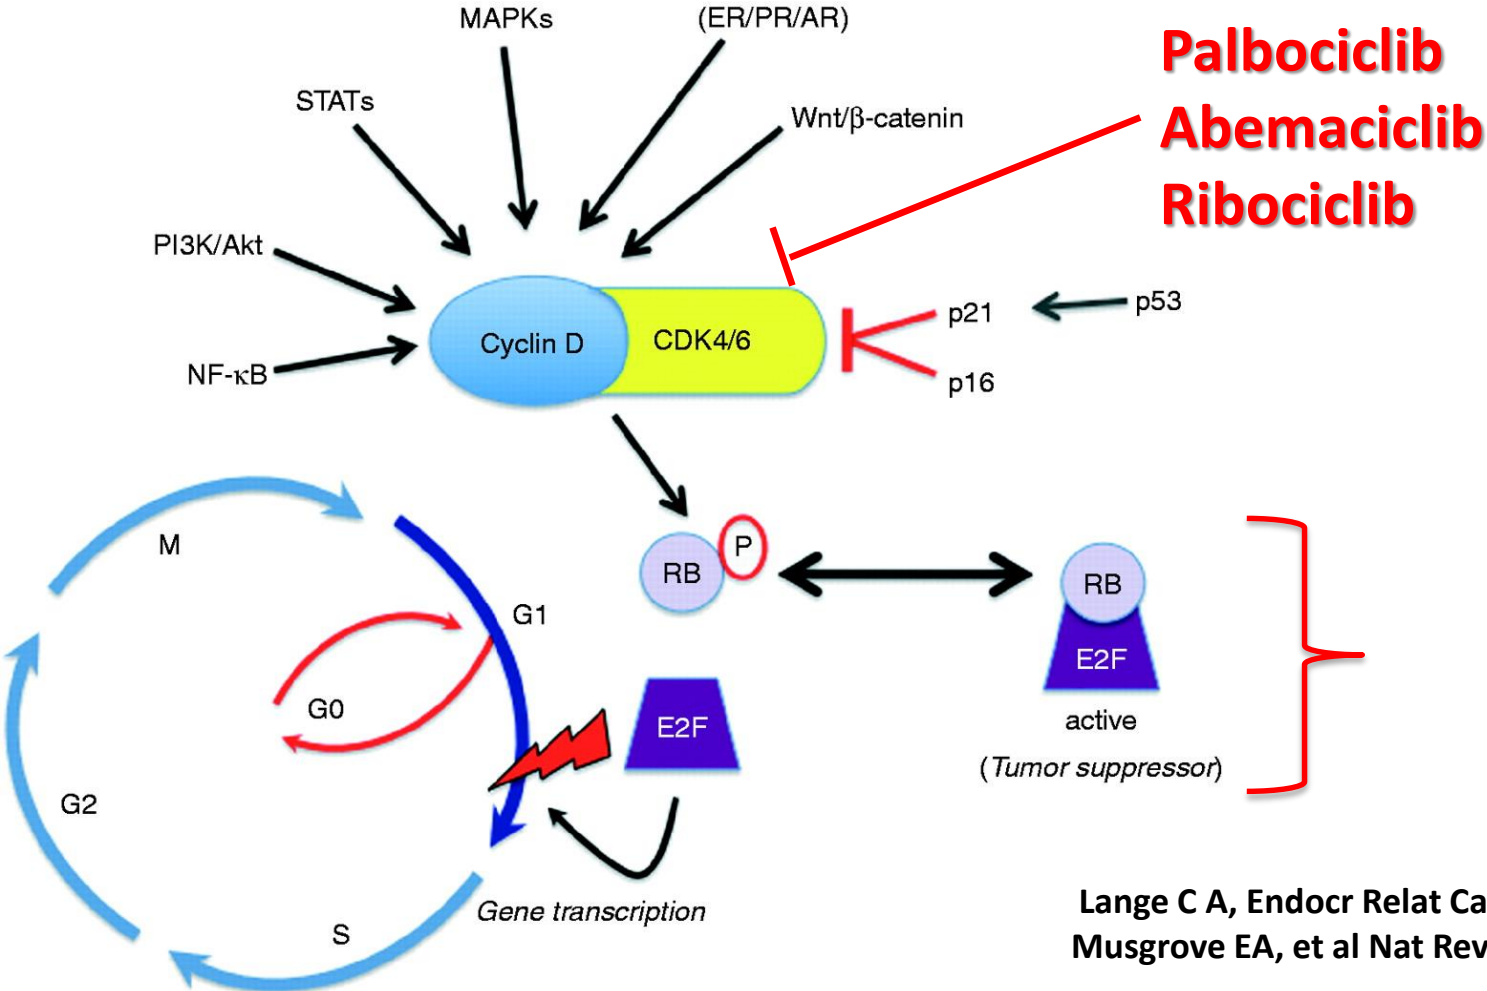 MAPKs
(ER/PR/AR)
STATs
Wnt/β-catenin
PI3K/Akt
NF-κB
Palbociclib
Abemaciclib
Ribociclib
Cyclin D
CDK4/6
p21
p53
p16
M
G1
G0
G2
S
RB
P
E2F
RB
E2F
active
(Tumor suppressor)
Gene transcription
Lange C A, Endocr Relat Ca
Musgrove EA, et al Nat Rev